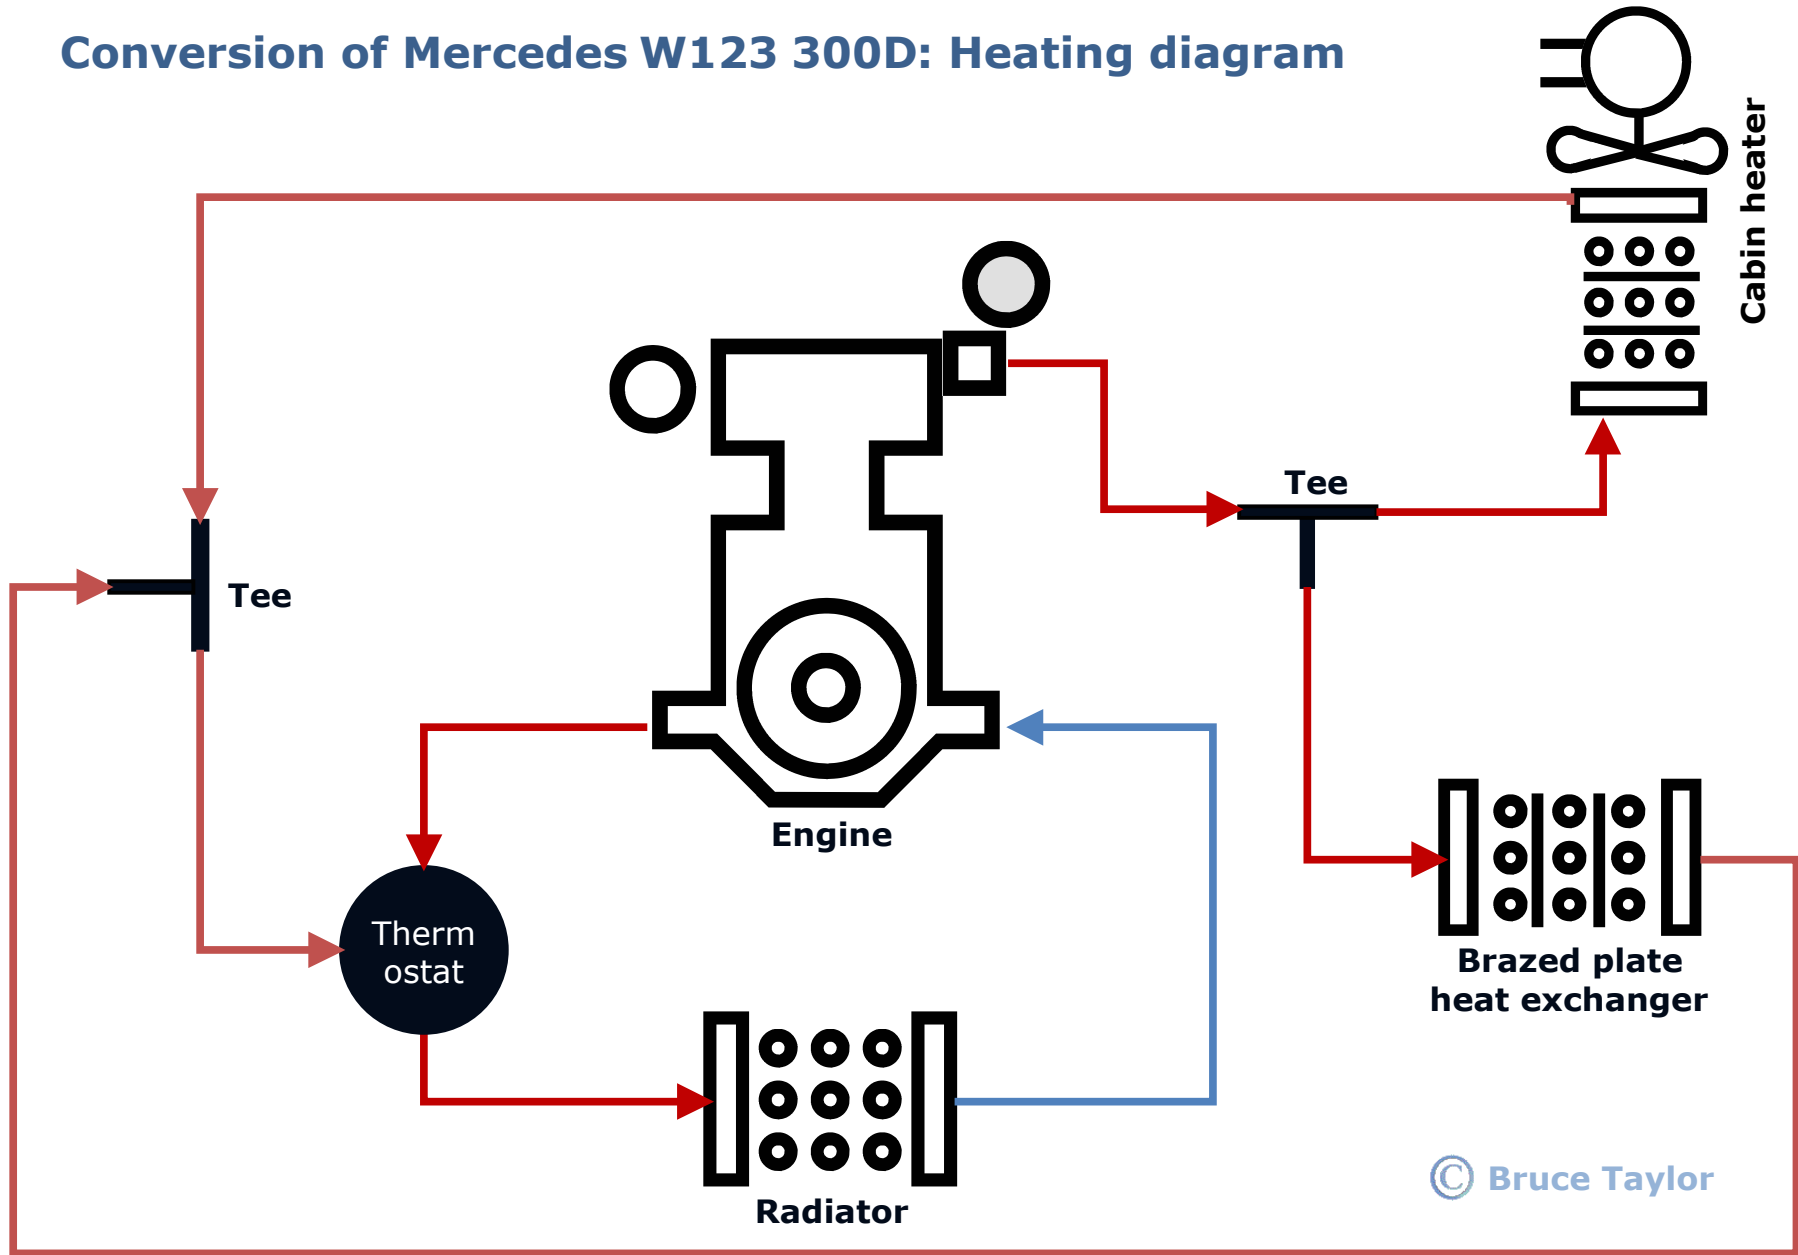 Conversion of Mercedes W123 300D: Heating diagram
Cabin heater
Tee
Tee
Engine
Therm
ostat
Brazed plate
heat exchanger
Radiator
© Bruce Taylor